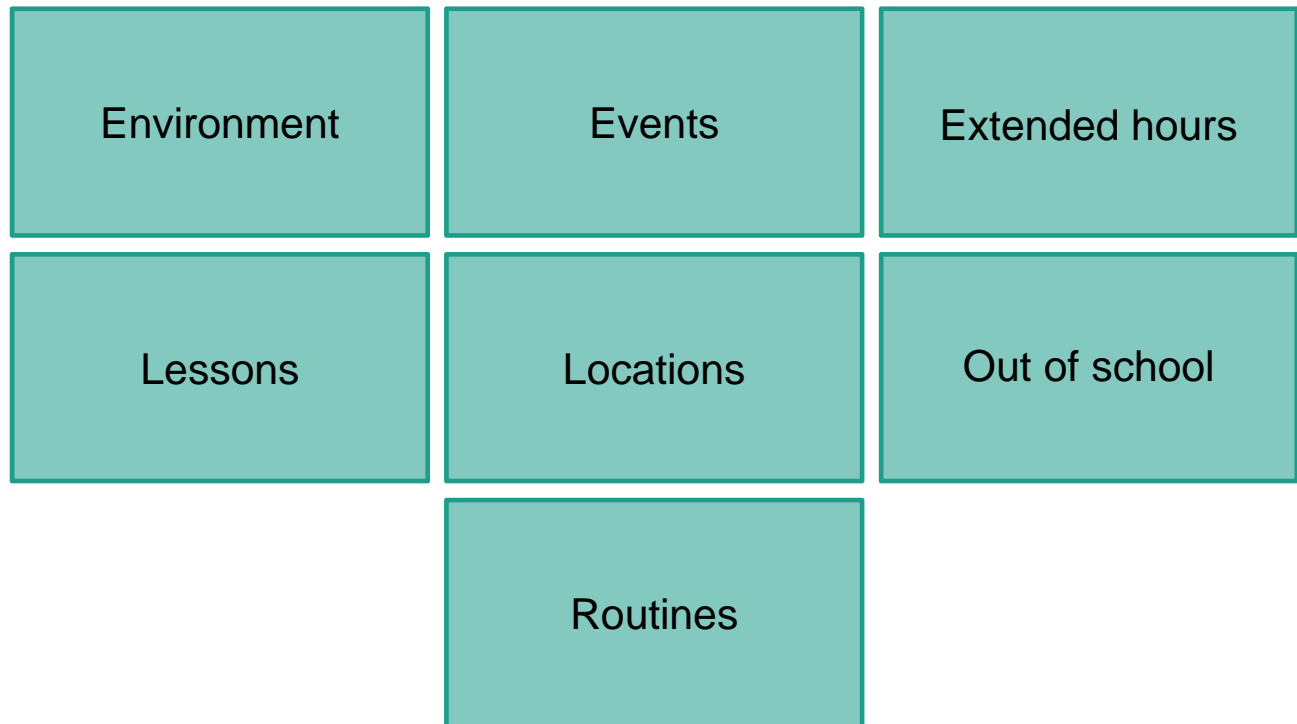 Environment
Events
Extended hours
Lessons
Locations
Out of school
Routines